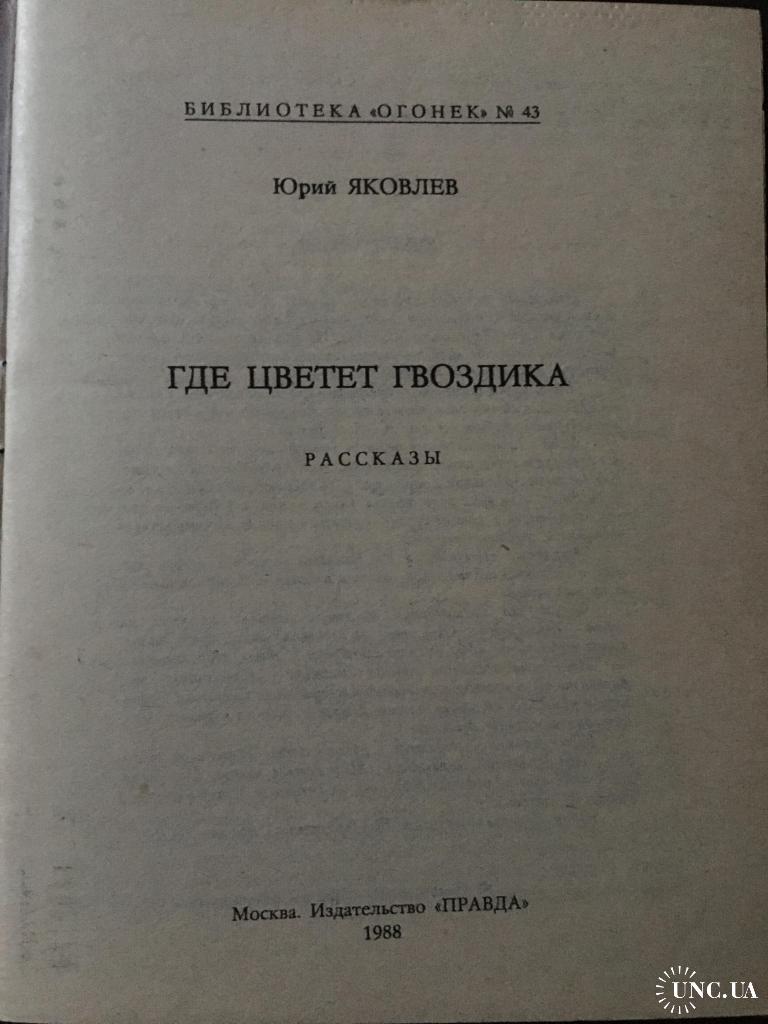 БИБЛИОТЕКА «ОГОНЕК» № 43
Юрий ЯКОВЛЕВ
ГДЕ ЦВЕТЕТ ГВОЗДИКА
РАССКАЗЫ
Москва. Издательство «ПРАВДА»
1988
UNC.UA